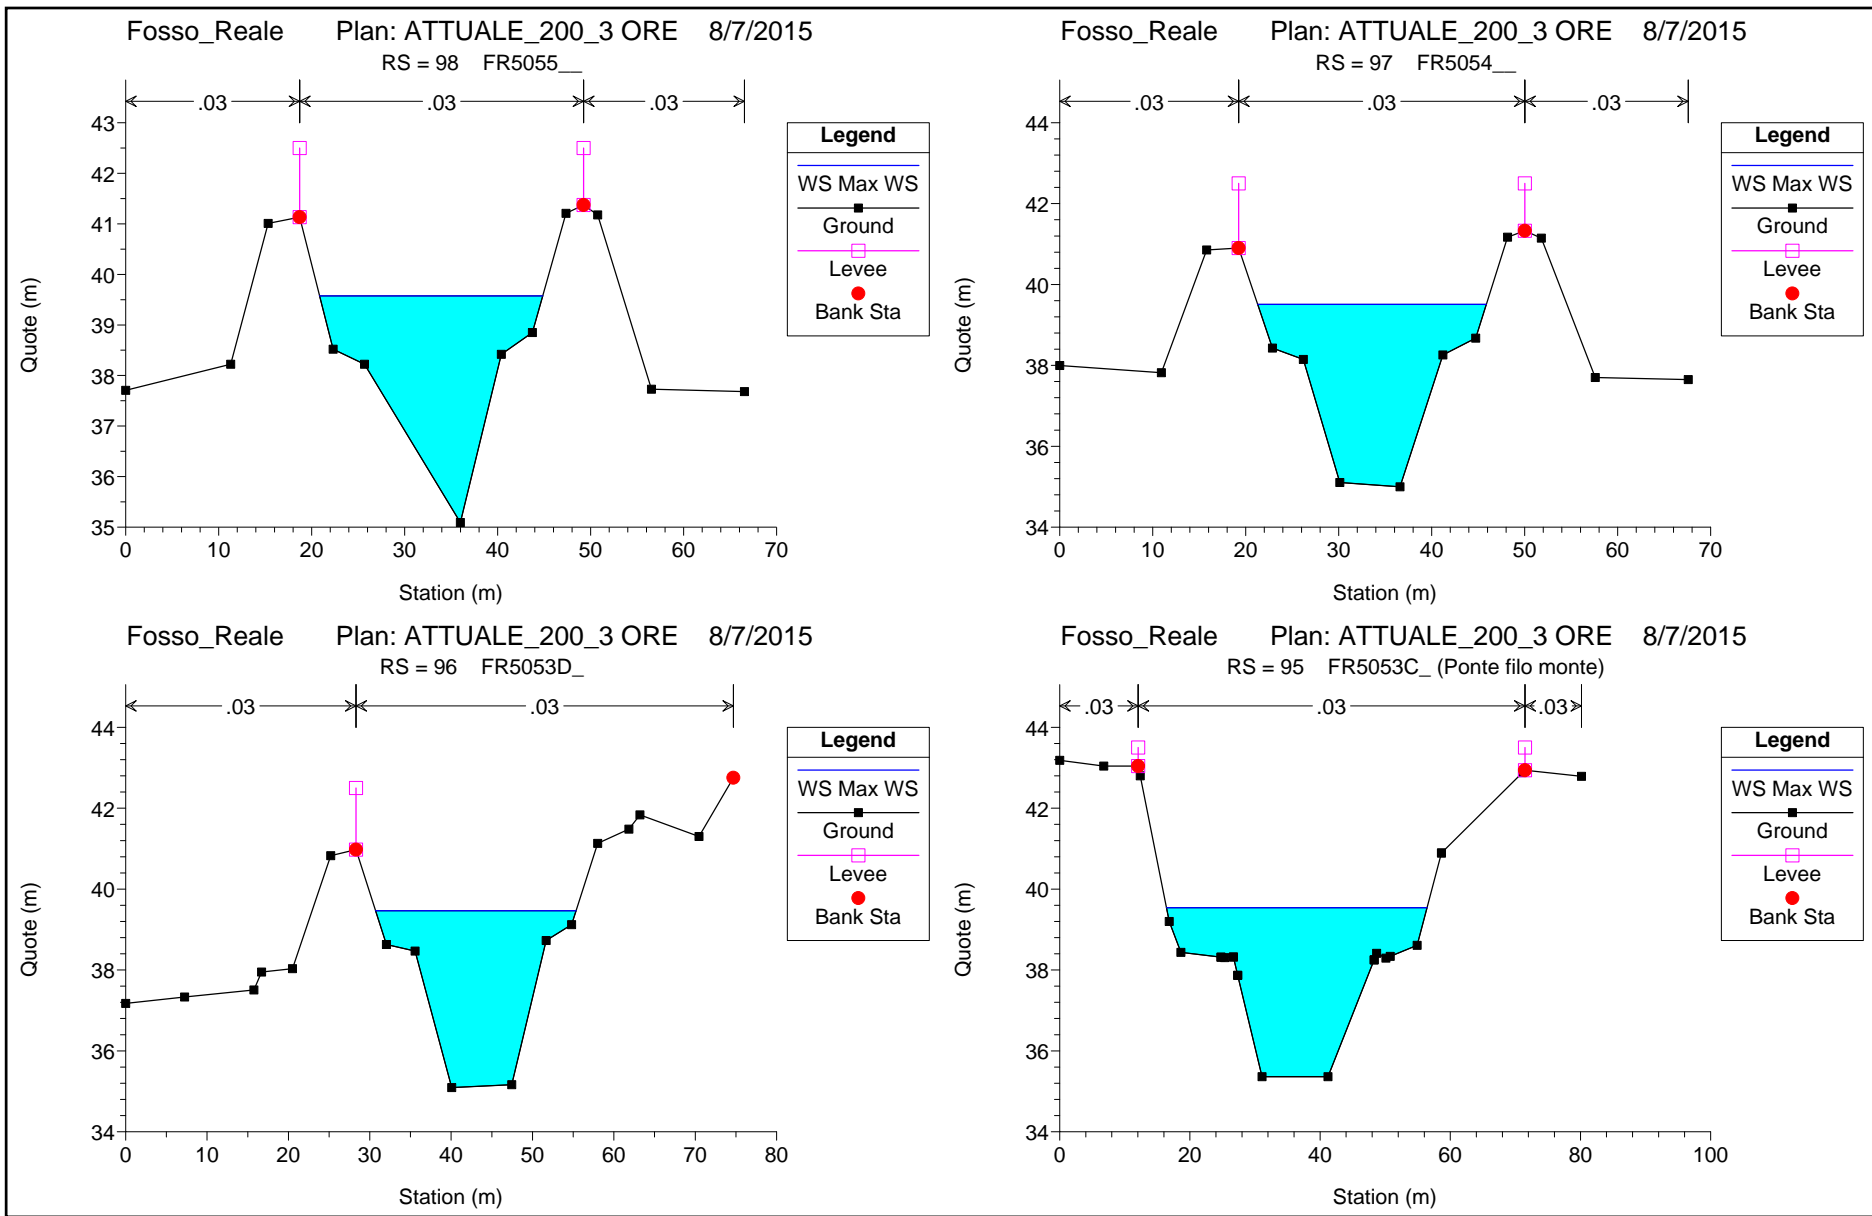 Fosso_Reale Plan: ATTUALE_200_3 ORE 8/7/2015
RS = 98 FR5055__
.03 .03 .03
43
42
41
40
39
38
37
36
35
0 10 20 30 40 50 60 70
Quote (m)
Station (m)
Legend
WS Max WS
Ground
Levee
Bank Sta
Fosso_Reale Plan: ATTUALE_200_3 ORE 8/7/2015
RS = 97 FR5054__
.03 .03 .03
44
42
40
38
36
34
0 10 20 30 40 50 60 70
Quote (m)
Station (m)
Legend
WS Max WS
Ground
Levee
Bank Sta
Fosso_Reale Plan: ATTUALE_200_3 ORE 8/7/2015
RS = 96 FR5053D_
.03 .03
44
42
40
38
36
34
0 10 20 30 40 50 60 70 80
Quote (m)
Station (m)
Legend
WS Max WS
Ground
Levee
Bank Sta
Fosso_Reale Plan: ATTUALE_200_3 ORE 8/7/2015
RS = 95 FR5053C_ (Ponte filo monte)
.03 .03 .03
44
42
40
38
36
34
0 20 40 60 80 100
Quote (m)
Station (m)
Legend
WS Max WS
Ground
Levee
Bank Sta